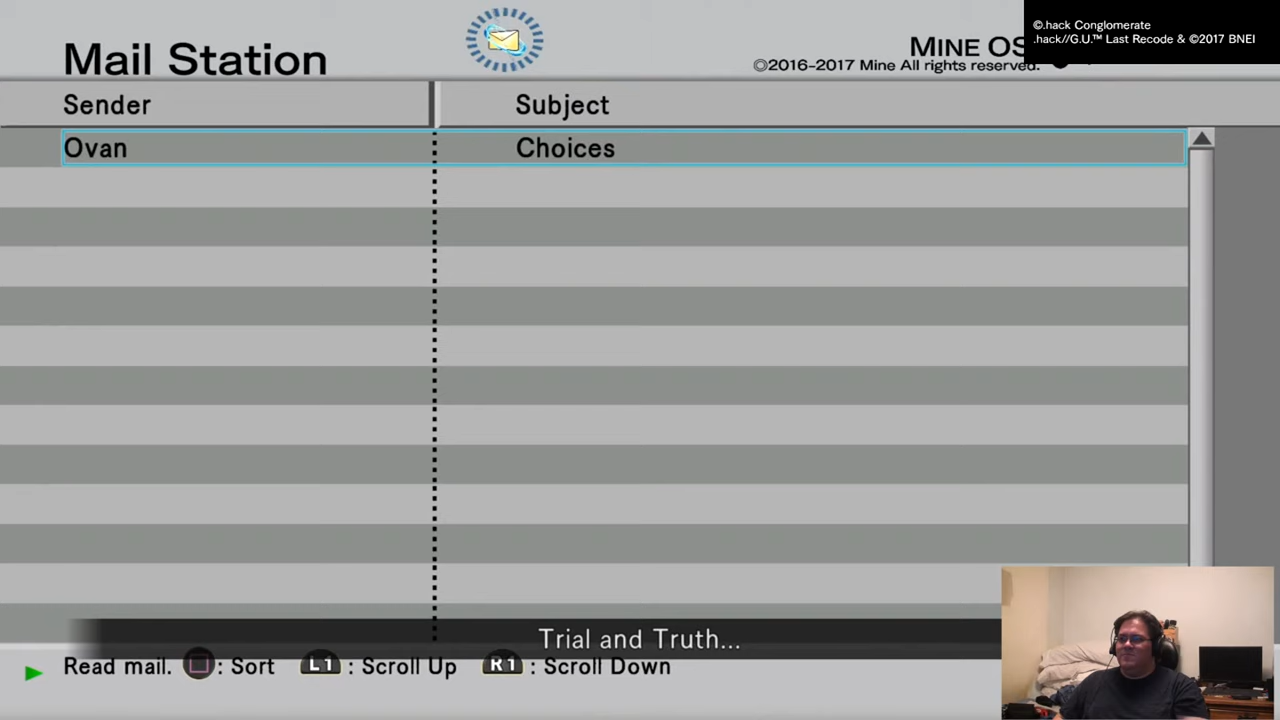 ©.hack Conglomerate
.hack//G.U.™ Last Recode & ©2017 BNEI
Mail Station
MINE OS
©2016-2017 Mine All rights reserved.
Sender
Subject
Ovan
Choices
Trial and Truth...
Read mail. : Sort L1 : Scroll Up R1 : Scroll Down